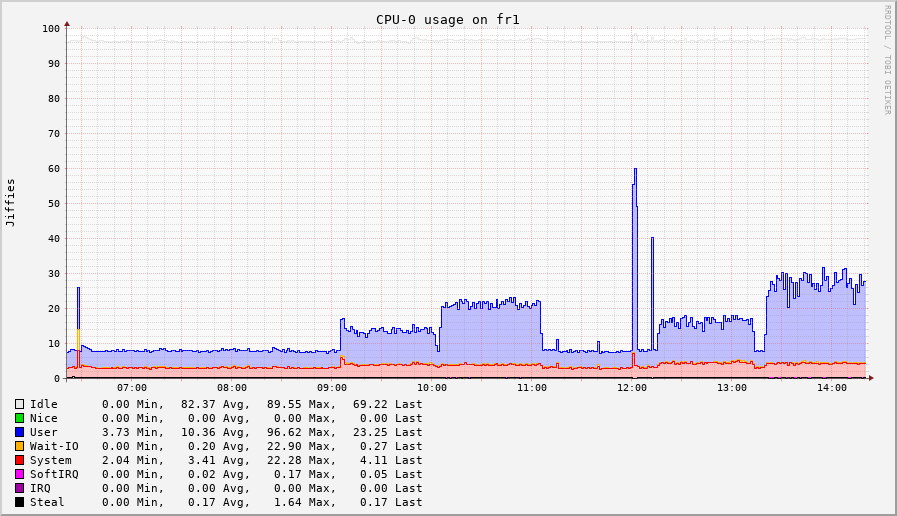 CPU-0 usage on fr1
RRDTOOL / TOBI OETIKER
Jiffies
100
90
80
70
60
50
40
30
20
10
0
07:00 08:00 09:00 10:00 11:00 12:00 13:00 14:00
Idle 0.00 Min, 82.37 Avg, 89.55 Max, 69.22 Last
Nice 0.00 Min, 0.00 Avg, 0.00 Max, 0.00 Last
User 3.73 Min, 10.36 Avg, 96.62 Max, 23.25 Last
Wait-IO 0.00 Min, 0.20 Avg, 22.90 Max, 0.27 Last
System 2.04 Min, 3.41 Avg, 22.28 Max, 4.11 Last
SoftIRQ 0.00 Min, 0.02 Avg, 0.17 Max, 0.05 Last
IRQ 0.00 Min, 0.00 Avg, 0.00 Max, 0.00 Last
Steal 0.00 Min, 0.17 Avg, 1.64 Max, 0.17 Last